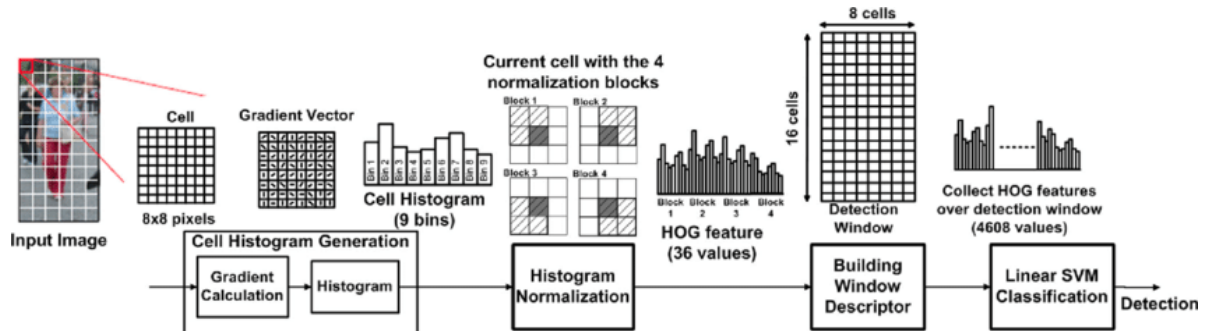 Input Image
Cell
8x8 pixels
Gradient Vector
Bin 1
Bin 2
Bin 3
Bin 4
Bin 5
Bin 6
Bin 7
Bin 8
Bin 9
Cell Histogram
(9 bins)
Current cell with the 4
normalization blocks
Block 1
Block 2
Block 3
Block 4
Block Block Block Block
1 2 3 4
HOG feature
(36 values)
8 cells
16 cells
Detection
Window
Collect HOG features
over detection window
(4608 values)
Cell Histogram Generation
Gradient
Calculation
Histogram
Histogram
Normalization
Building
Window
Descriptor
Linear SVM
Classification
Detection